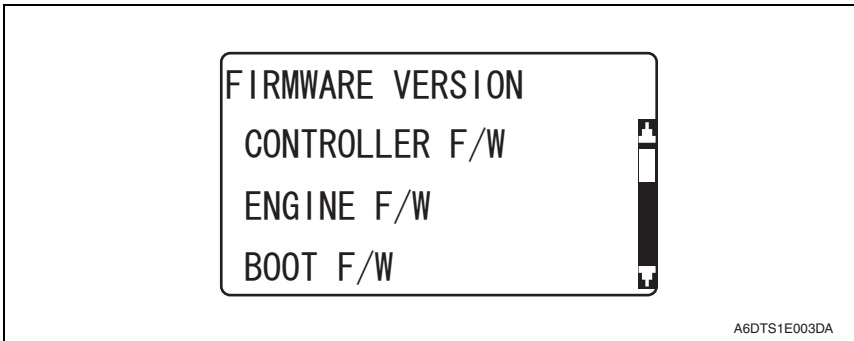 FIRMWARE VERSION
CONTROLLER F/W
ENGINE F/W
BOOT F/W
A6DTS1E003DA